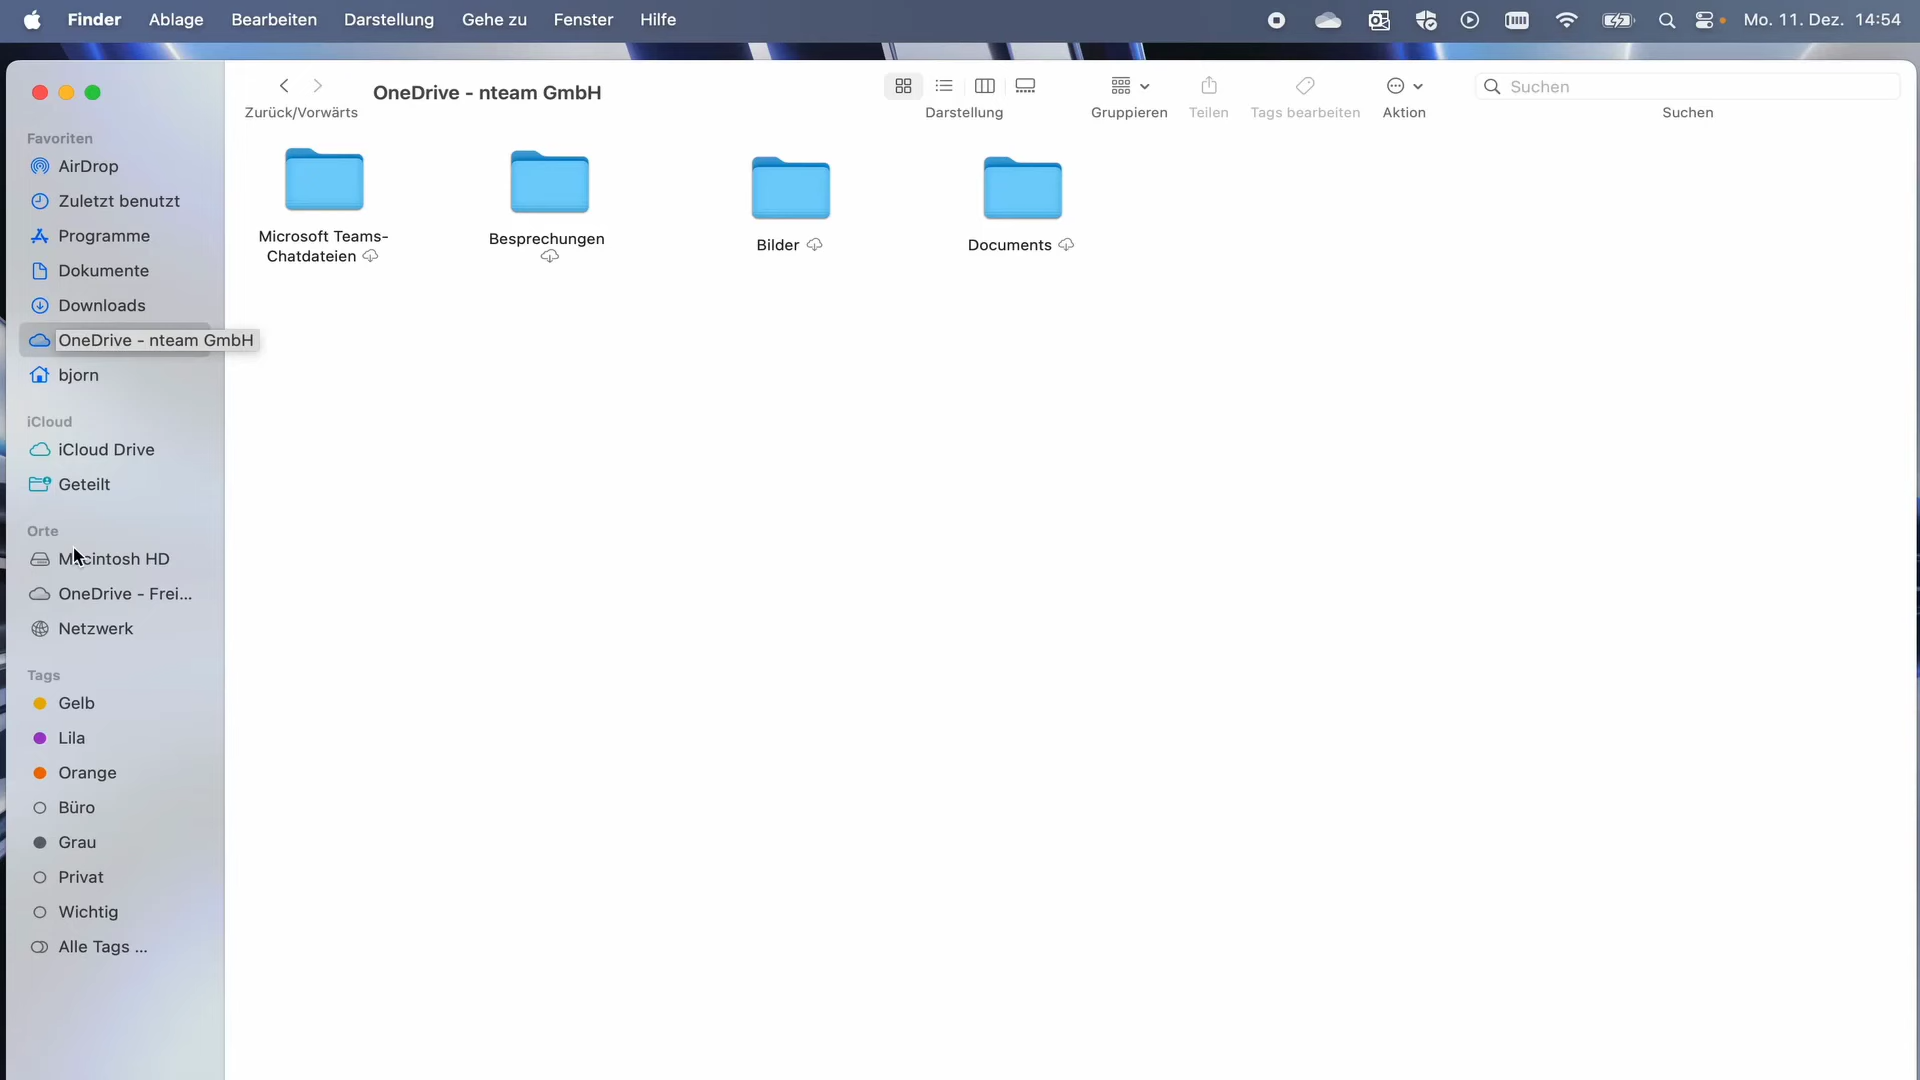 Finder Ablage Bearbeiten Darstellung Gehe zu Fenster Hilfe Mo. 11. Dez. 14:54
OneDrive - nteam GmbH
Zurück/Vorwärts Darstellung Gruppieren Teilen Tags bearbeiten Aktion Suchen
Suchen
Favoriten
AirDrop
Zuletzt benutzt
Programme
Dokumente
Downloads
OneDrive - nteam GmbH
bjorn
iCloud
iCloud Drive
Geteilt
Orte
Macintosh HD
OneDrive - Frei...
Netzwerk
Tags
Gelb
Lila
Orange
Büro
Grau
Privat
Wichtig
Alle Tags ...
Microsoft Teams-
Chatdateien
Besprechungen
Bilder
Documents